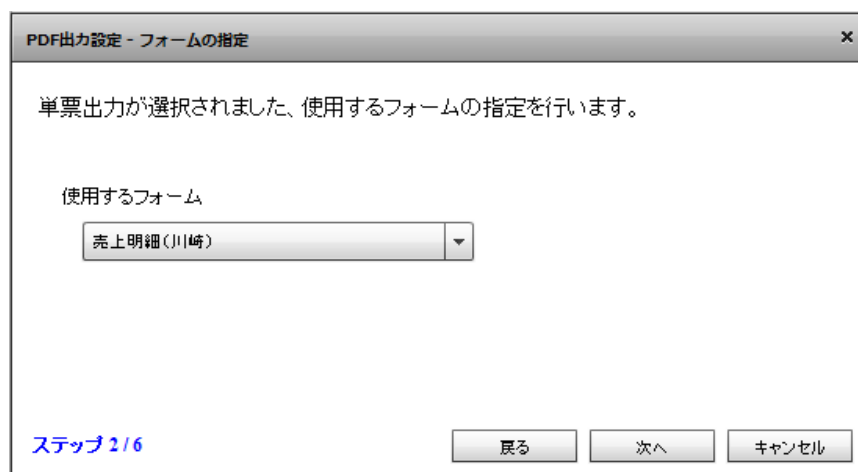 PDF出力設定 - フォームの指定
×
単票出力が選択されました、使用するフォームの指定を行います。
使用するフォーム
売上明細(川崎)
ステップ 2 / 6
戻る
次へ
キャンセル